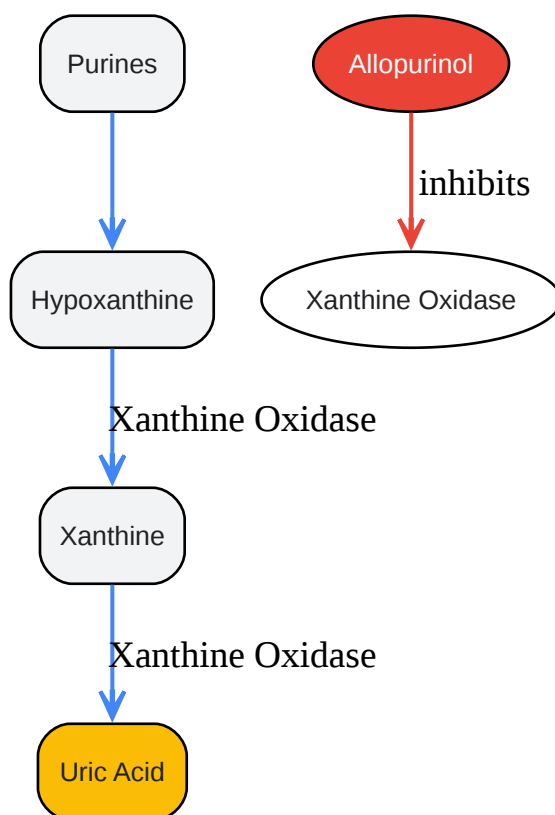 Purines
Allopurinol
inhibits
Hypoxanthine
Xanthine Oxidase
Xanthine Oxidase
Xanthine
Xanthine Oxidase
Uric Acid